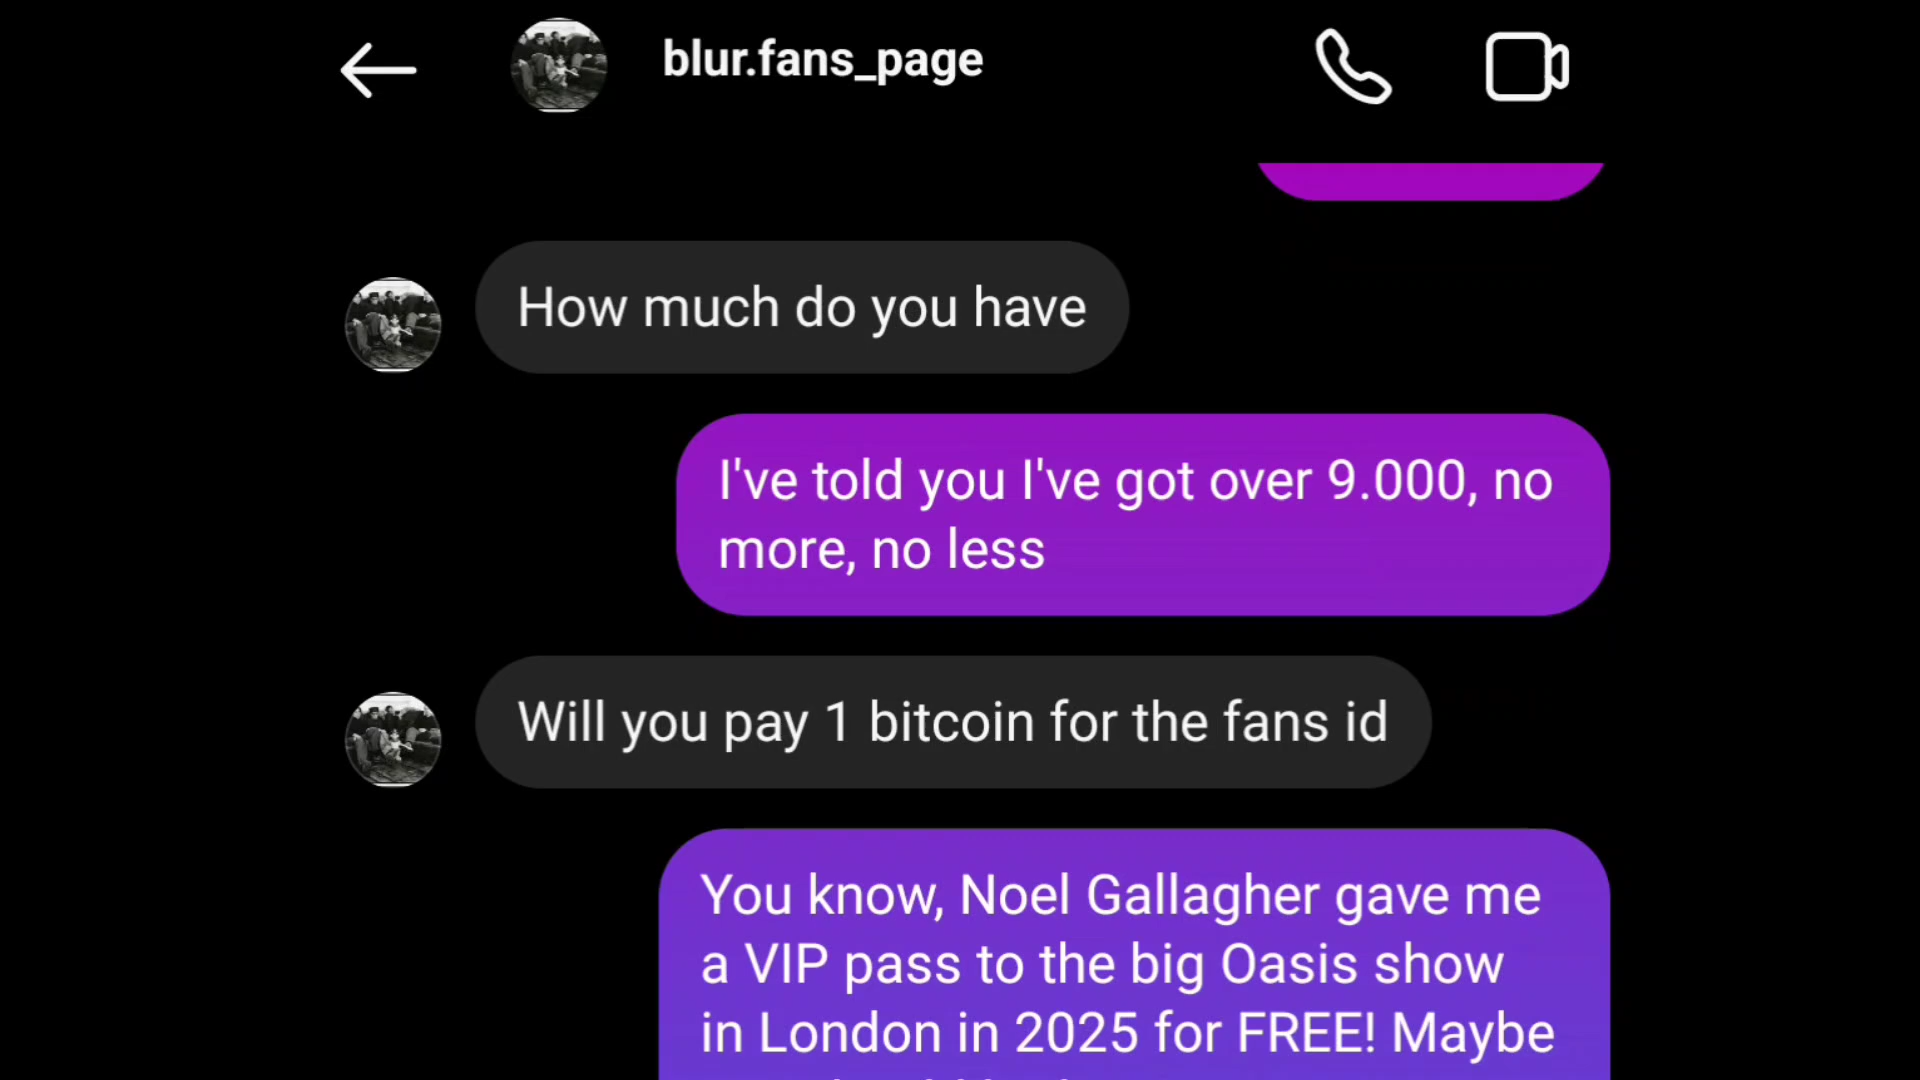 blur.fans_page
How much do you have
I've told you I've got over 9.000, no
more, no less
Will you pay 1 bitcoin for the fans id
You know, Noel Gallagher gave me
a VIP pass to the big Oasis show
in London in 2025 for FREE! Maybe